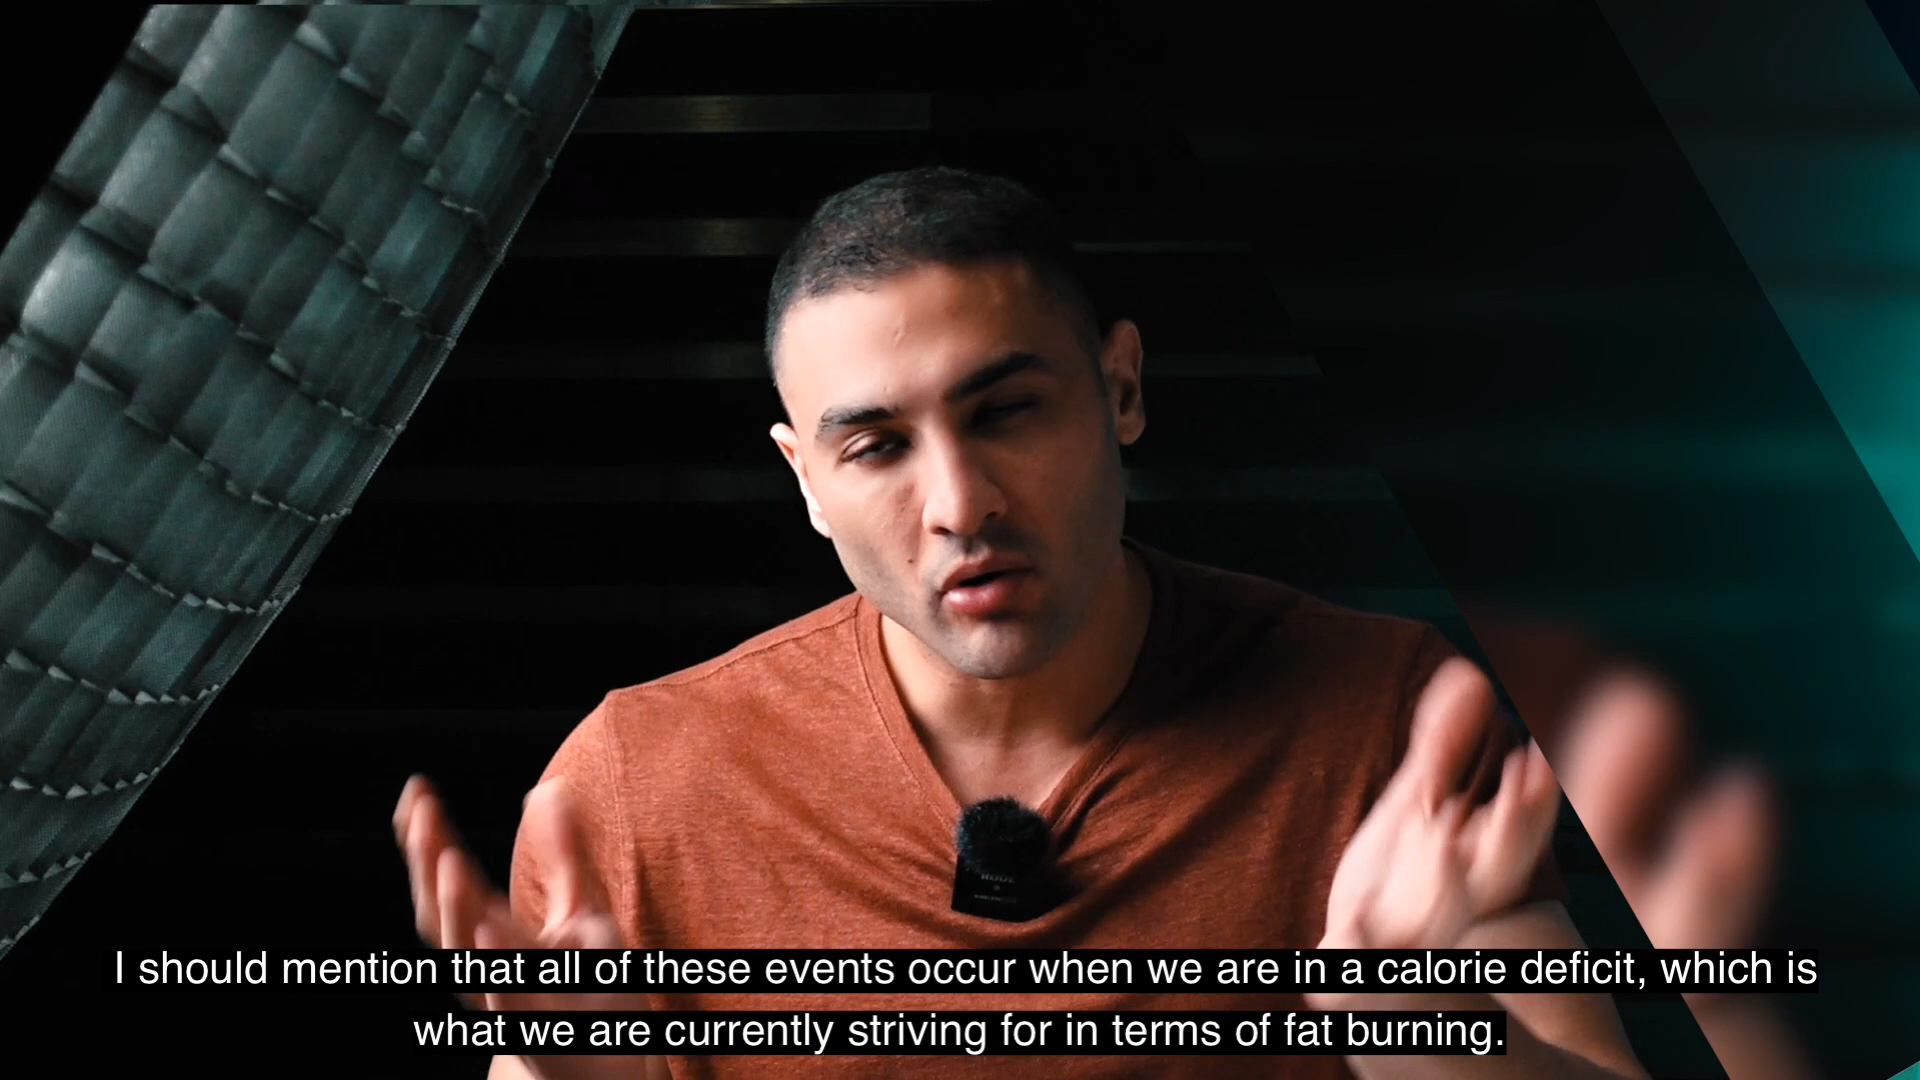 RODE
I should mention that all of these events occur when we are in a calorie deficit, which is
what we are currently striving for in terms of fat burning.